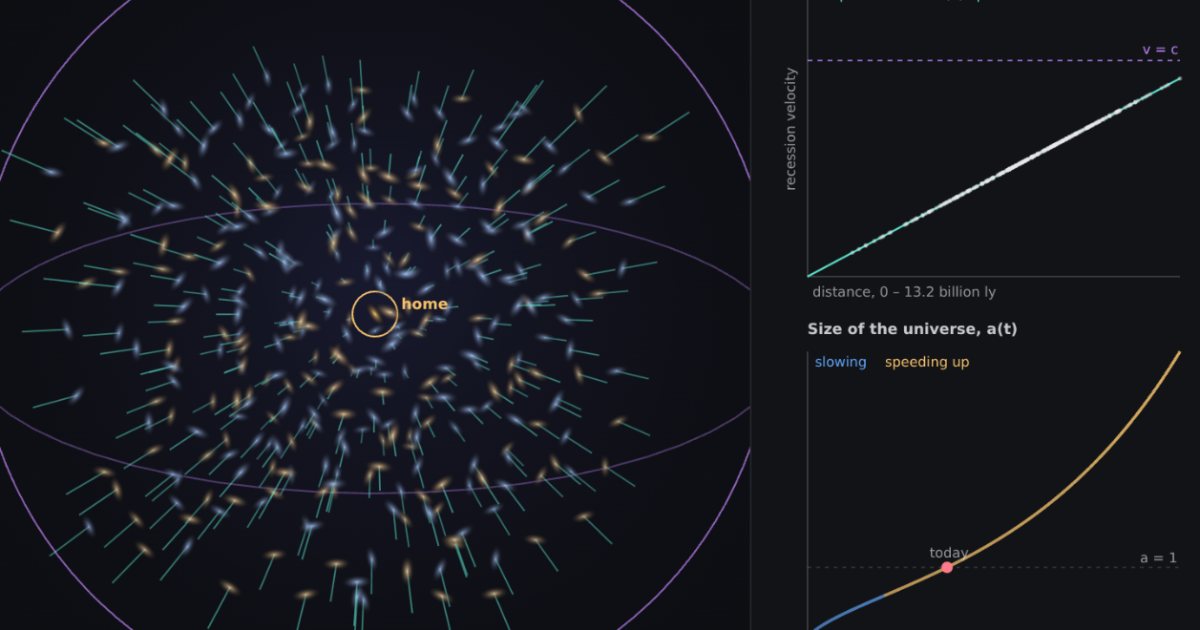 home
v = c
recession velocity
distance, 0 – 13.2 billion ly
Size of the universe, a(t)
slowing speeding up
today
a = 1